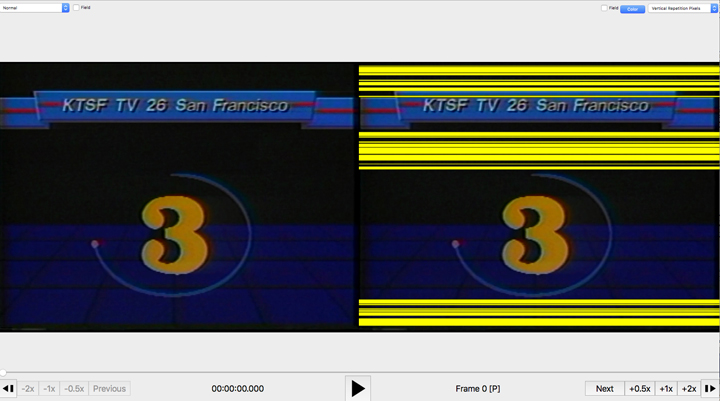 Normal
Field
Field
Color
Vertical Repetition Pixels
KTSF TV 26 San Francisco
KTSF TV 26 San Francisco
3
3
-2x
-1x
-0.5x
Previous
00:00:00.000
Frame 0 [P]
Next
+0.5x
+1x
+2x